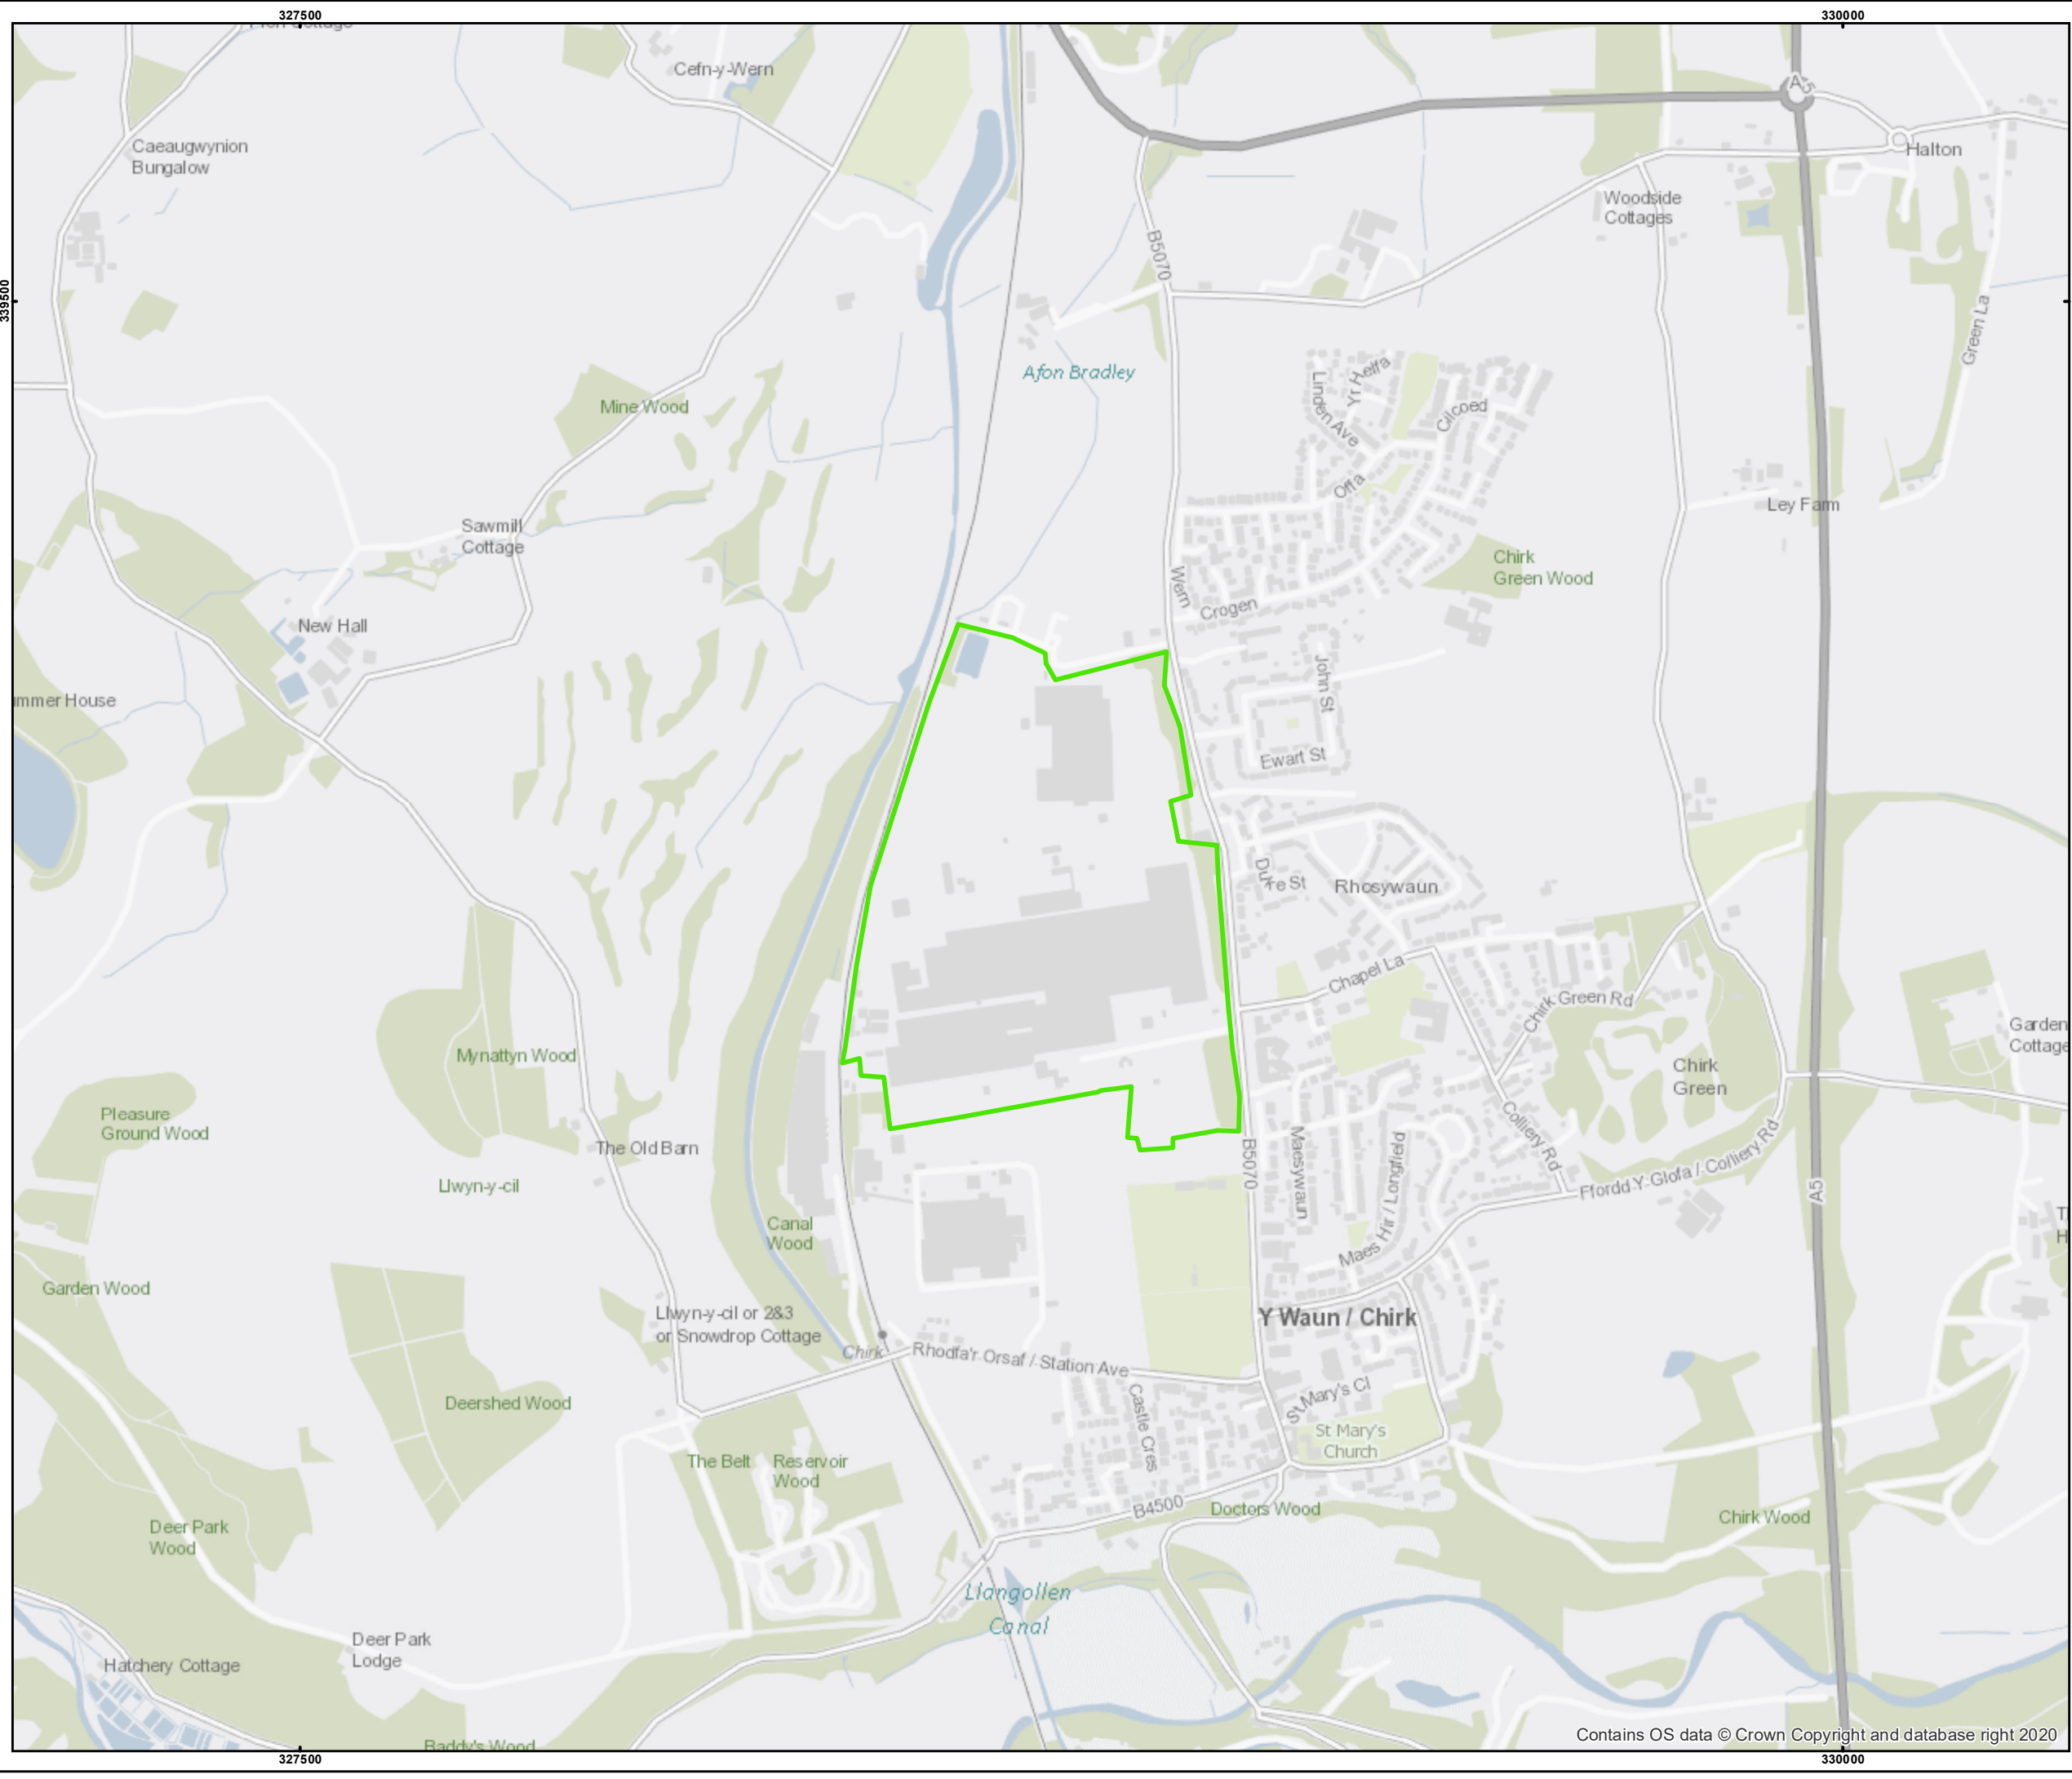 327500
330000
Cefn-y-Wern
A5
Caeaugwynion
Bungalow
Halton
Woodside
Cottages
B5070
339500
Green La
Afon Bradley
Linden Ave
Yr Helfa
Cilcoed
Mine Wood
Offa
Ley Farm
Sawmill
Cottage
Chirk
Green Wood
Wern
Crogen
New Hall
John St
ummer House
Ewart St
Duke St
Rhosywaun
Chapel La
Chirk Green Rd
Garden
Cottage
Mynattyn Wood
Chirk
Green
Pleasure
Ground Wood
Colliery Rd
The Old Barn
B5070
Maesywaun
Maes Hir / Longfield
Ffordd Y Glofa / Colliery Rd
A5
Llwyn-y-cil
Canal
Wood
Garden Wood
Llwyn-y-cil or 2&3
or Snowdrop Cottage
Y Waun / Chirk
Chirk
Rhodfa'r Orsaf / Station Ave
Castle Cres
St Mary's Cl
Deershed Wood
St Mary's
Church
The Belt
Reservoir
Wood
B4500
Doctors Wood
Chirk Wood
Deer Park
Wood
Llangollen
Canal
Deer Park
Lodge
Hatchery Cottage
Baddy's Wood
Contains OS data © Crown Copyright and database right 2020
327500
330000